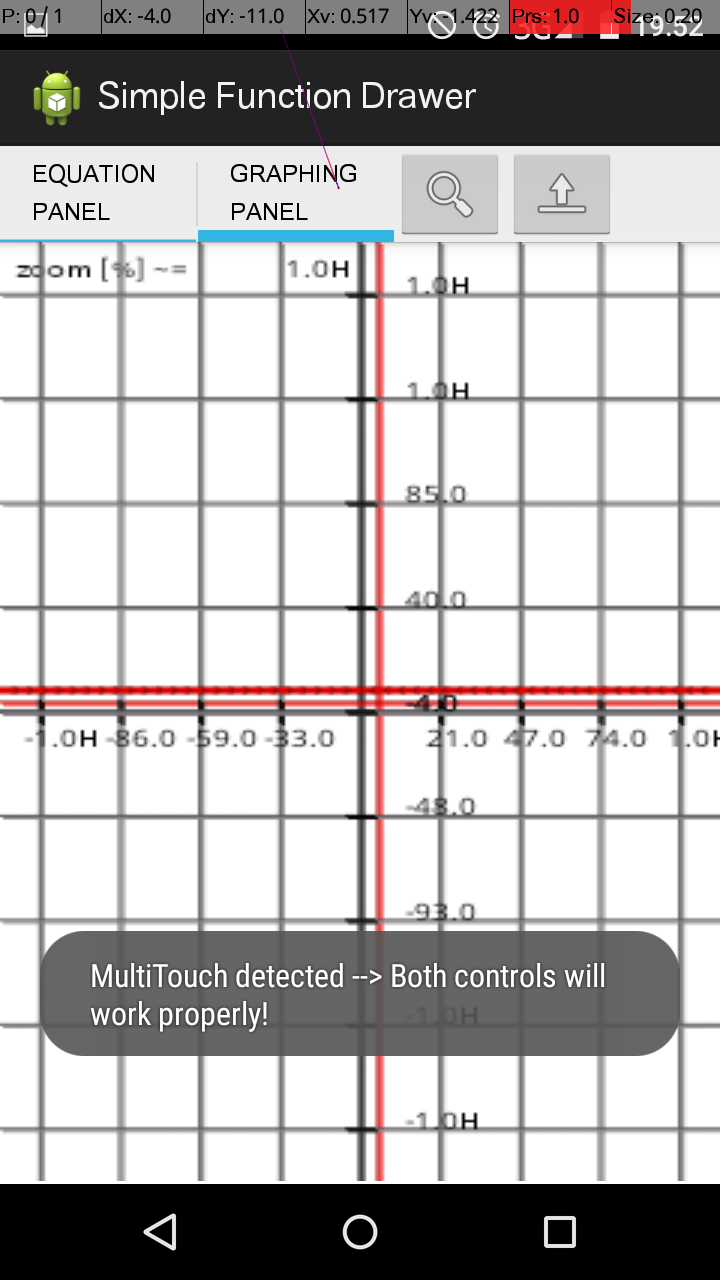 P: 0 / 1 dX: -4.0 dY: -11.0 Xv: 0.517 Yv: -1.422 Prs: 1.0 Size: 0.20
3G 19:52
Simple Function Drawer
EQUATION PANEL
GRAPHING PANEL
zoom [%] ~= 1.0H
1.0H
1.0H
85.0
40.0
-4.0
-1.0H -86.0 -59.0 -33.0 21.0 47.0 74.0 1.0H
-48.0
-93.0
MultiTouch detected --> Both controls will
work properly!
-1.0H
-1.0H